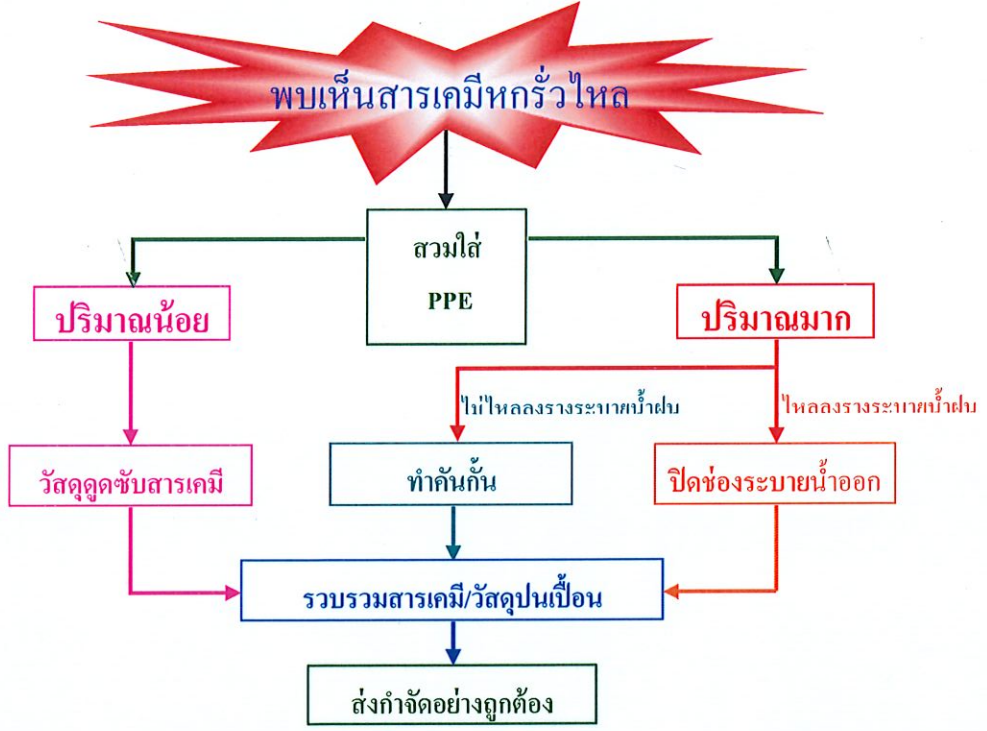 พบเห็นสารเคมีหกรั่วไหล
สวมใส่
PPE
ปริมาณน้อย
ปริมาณมาก
ไม่ไหลลงรางระบายน้ำฝน
ไหลลงรางระบายน้ำฝน
วัสดุดูดซับสารเคมี
ทำคันกั้น
ปิดช่องระบายน้ำออก
รวบรวมสารเคมี/วัสดุปนเปื้อน
ส่งกำจัดอย่างถูกต้อง